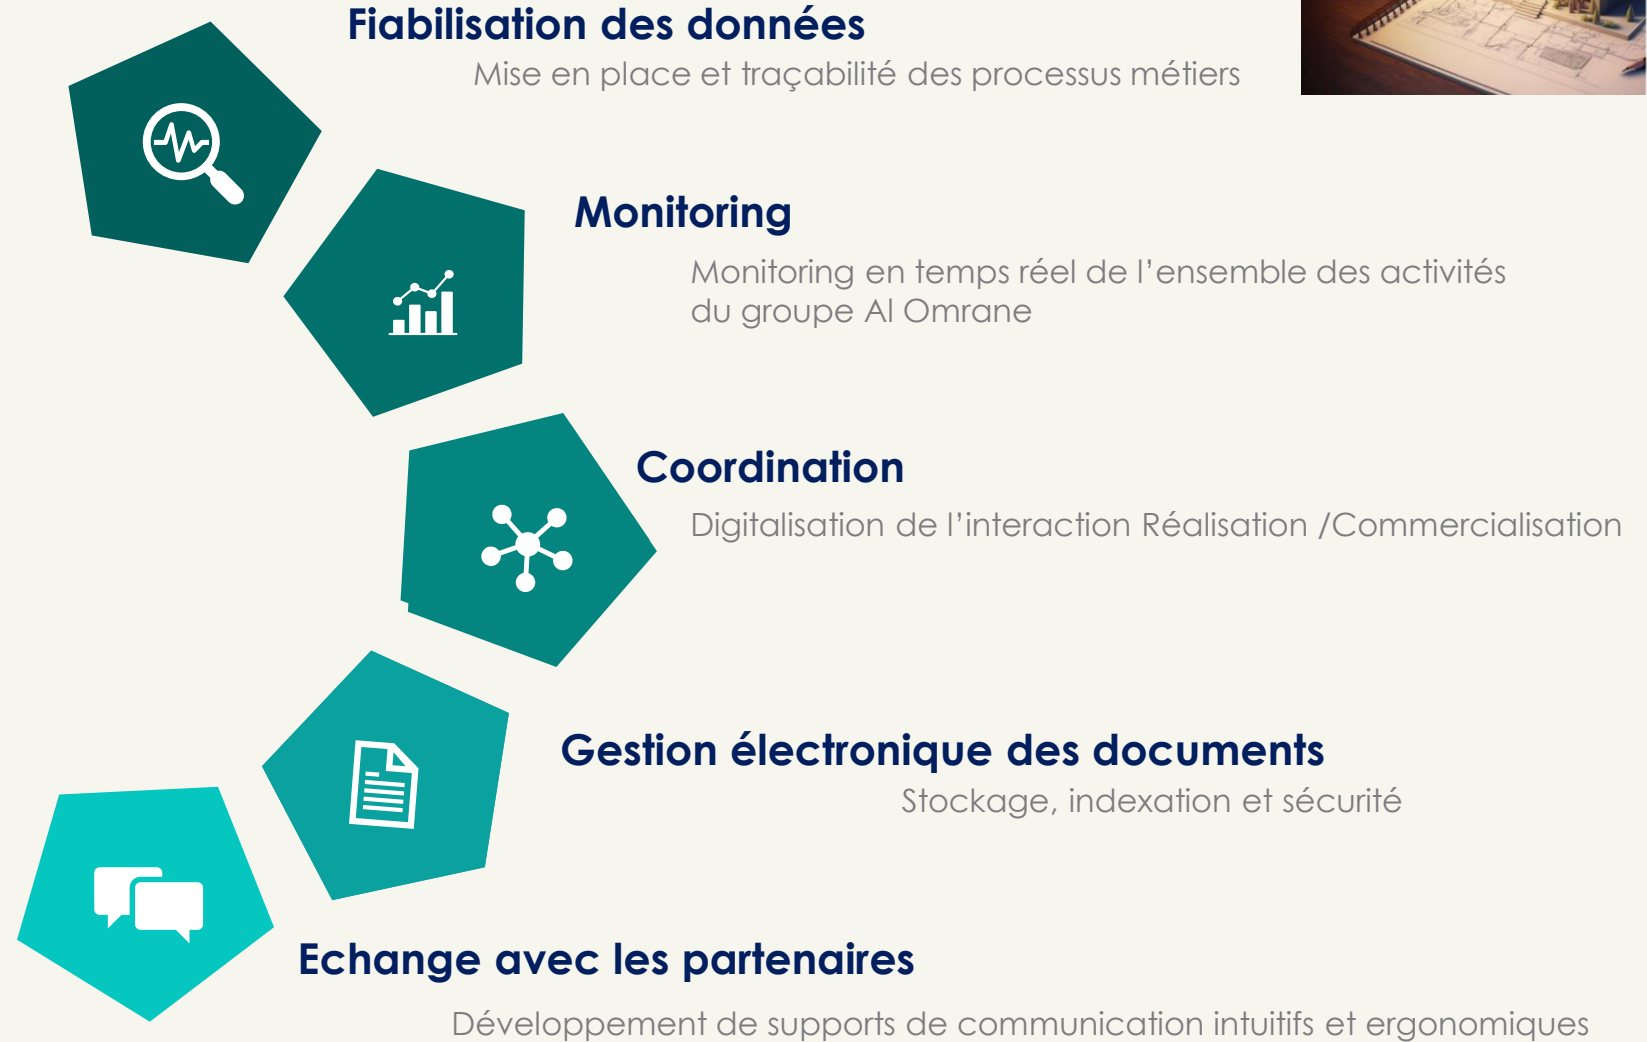 Fiabilisation des données
Mise en place et traçabilité des processus métiers
Monitoring
Monitoring en temps réel de l’ensemble des activités
du groupe Al Omrane
Coordination
Digitalisation de l’interaction Réalisation /Commercialisation
Gestion électronique des documents
Stockage, indexation et sécurité
Echange avec les partenaires
Développement de supports de communication intuitifs et ergonomiques